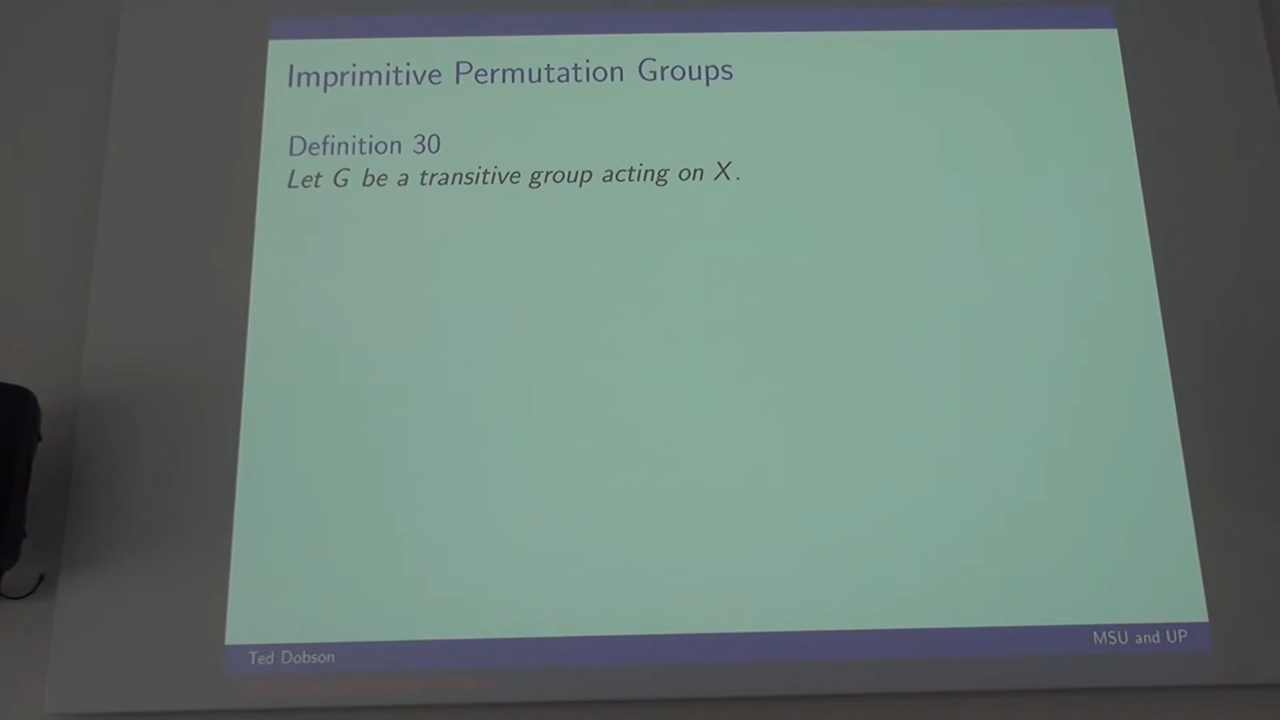 Imprimitive Permutation Groups
Definition 30
Let G be a transitive group acting on X.
Ted Dobson
MSU and UP